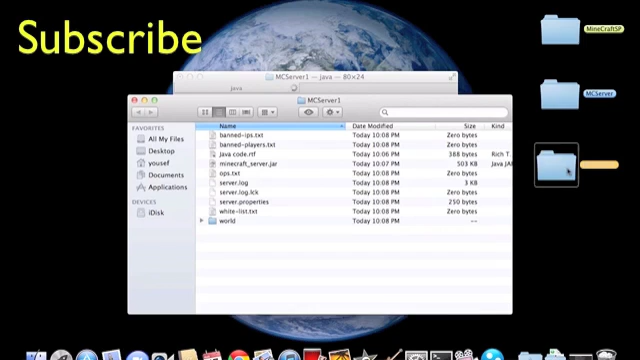 Subscribe
MineCraftSP
MCServer1 — java — 80×24
java
MCServer1
MCServer
FAVORITES
All My Files
Desktop
yousef
Documents
Applications
DEVICES
iDisk
Name Date Modified Size Kind
banned-ips.txt Today 10:08 PM Zero bytes
banned-players.txt Today 10:08 PM Zero bytes
Java code.rtf Today 10:06 PM 388 bytes Rich T
minecraft_server.jar Today 10:07 PM 503 KB Java JAR
ops.txt Today 10:08 PM Zero bytes
server.log Today 10:08 PM 3 KB
server.log.lck Today 10:08 PM Zero bytes
server.properties Today 10:08 PM 250 bytes
white-list.txt Today 10:08 PM Zero bytes
world Today 10:08 PM --